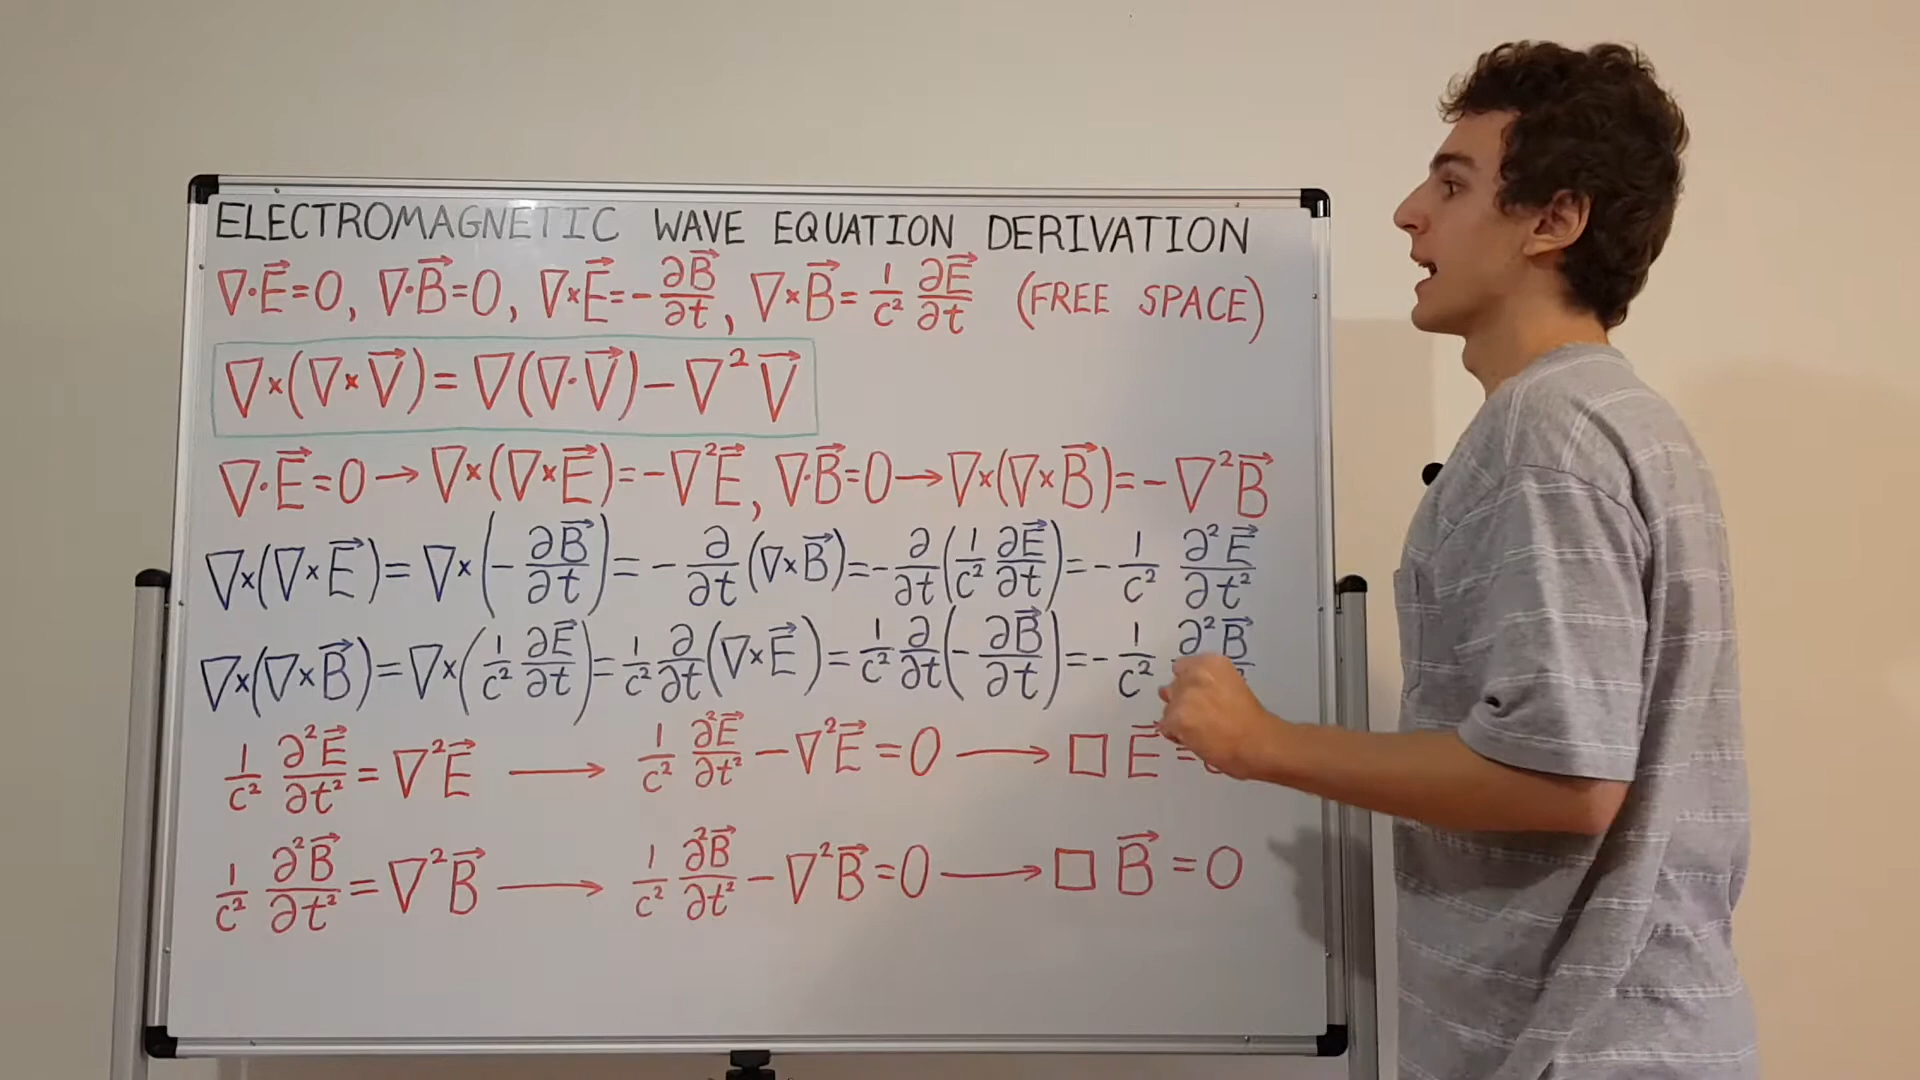 ELECTROMAGNETIC WAVE EQUATION DERIVATION
∇·E⃗=0, ∇·B⃗=0, ∇×E⃗=-∂B⃗/∂t, ∇×B⃗=1/c² ∂E⃗/∂t (FREE SPACE)
∇×(∇×V⃗)=∇(∇·V⃗)-∇²V⃗
∇·E⃗=0→∇×(∇×E⃗)=-∇²E⃗, ∇·B⃗=0→∇×(∇×B⃗)=-∇²B⃗
∇×(∇×E⃗)=∇×(-∂B⃗/∂t)=-∂/∂t(∇×B⃗)=-∂/∂t(1/c² ∂E⃗/∂t)=-1/c² ∂²E⃗/∂t²
∇×(∇×B⃗)=∇×(1/c² ∂E⃗/∂t)=1/c² ∂/∂t(∇×E⃗)=1/c² ∂/∂t(-∂B⃗/∂t)=-1/c² ∂²B⃗
1/c² ∂²E⃗/∂t²=∇²E⃗ → 1/c² ∂²E⃗/∂t²-∇²E⃗=0 → □E⃗=
1/c² ∂²B⃗/∂t²=∇²B⃗ → 1/c² ∂²B⃗/∂t²-∇²B⃗=0 → □B⃗=0